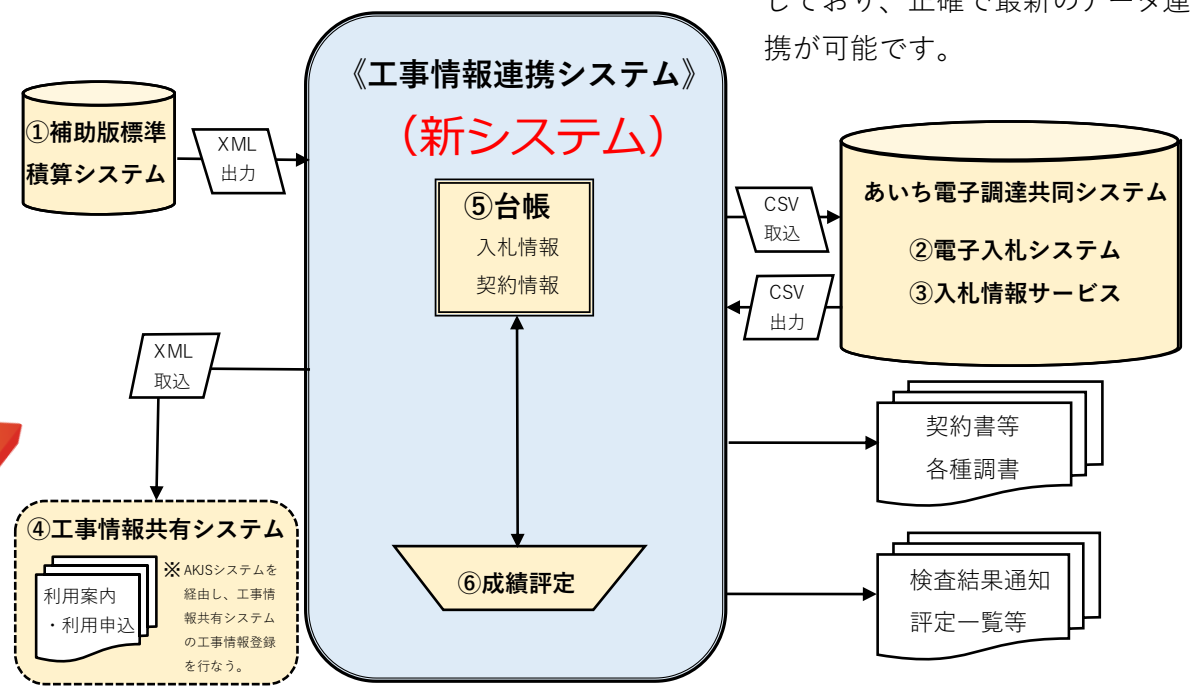 しており、正確で最新のデータ連
携が可能です。
《工事情報連携システム》
（新システム）
①補助版標準
積算システム
XML
出力
⑤台帳
入札情報
契約情報
CSV
取込
CSV
出力
あいち電子調達共同システム
②電子入札システム
③入札情報サービス
XML
取込
契約書等
各種調書
④工事情報共有システム
利用案内
・利用申込
※AKJSシステムを
経由し、工事情
報共有システム
の工事情報登録
を行なう。
⑥成績評定
検査結果通知
評定一覧等